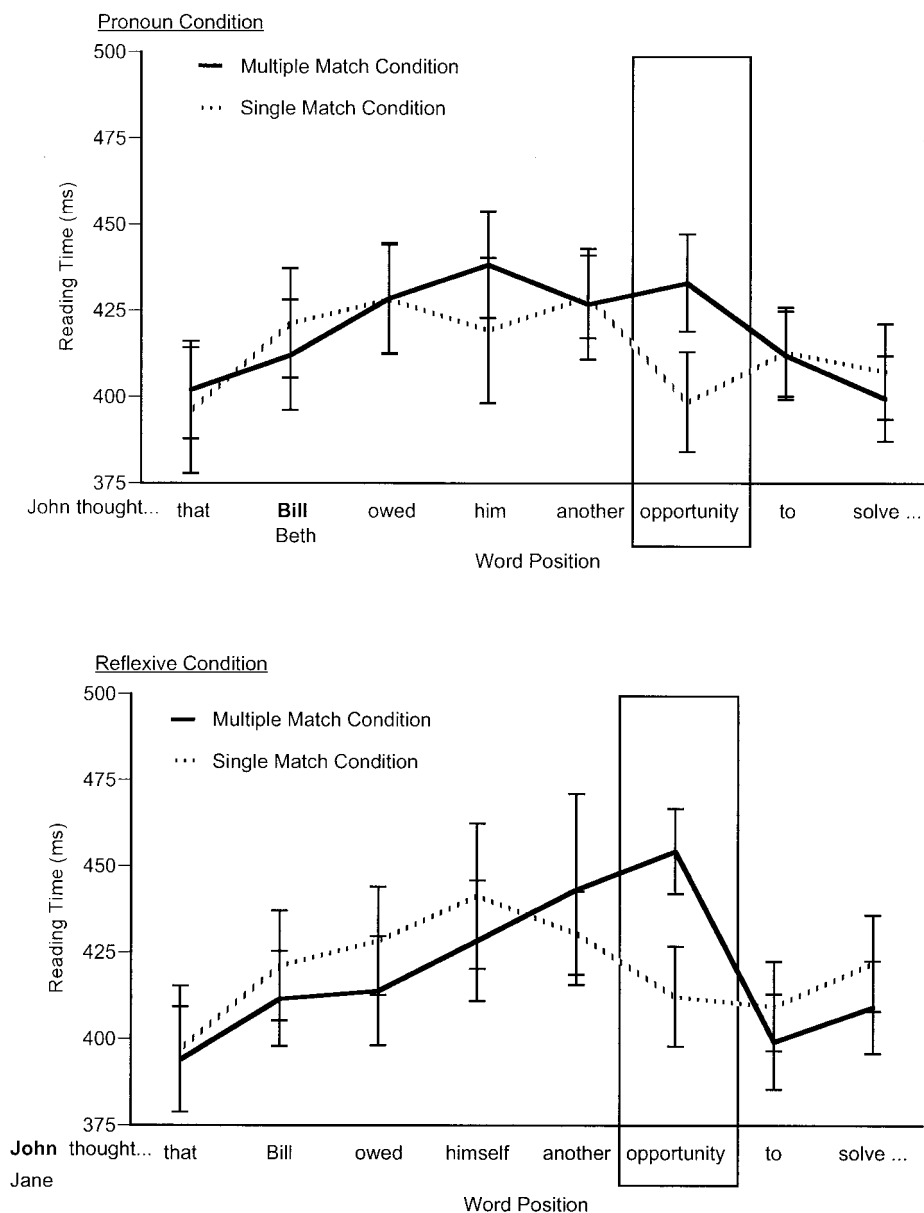 Pronoun Condition
500
Multiple Match Condition
Single Match Condition
475
450
425
400
375
Reading Time (ms)
John thought... that Bill owed him another opportunity to solve ...
Beth
Word Position
Reflexive Condition
500
Multiple Match Condition
Single Match Condition
475
450
425
400
375
Reading Time (ms)
John thought... that Bill owed himself another opportunity to solve ...
Jane
Word Position